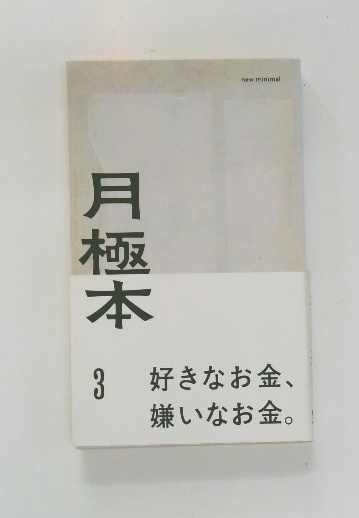 new minimal
月極本
3
好きなお金、
嫌いなお金。